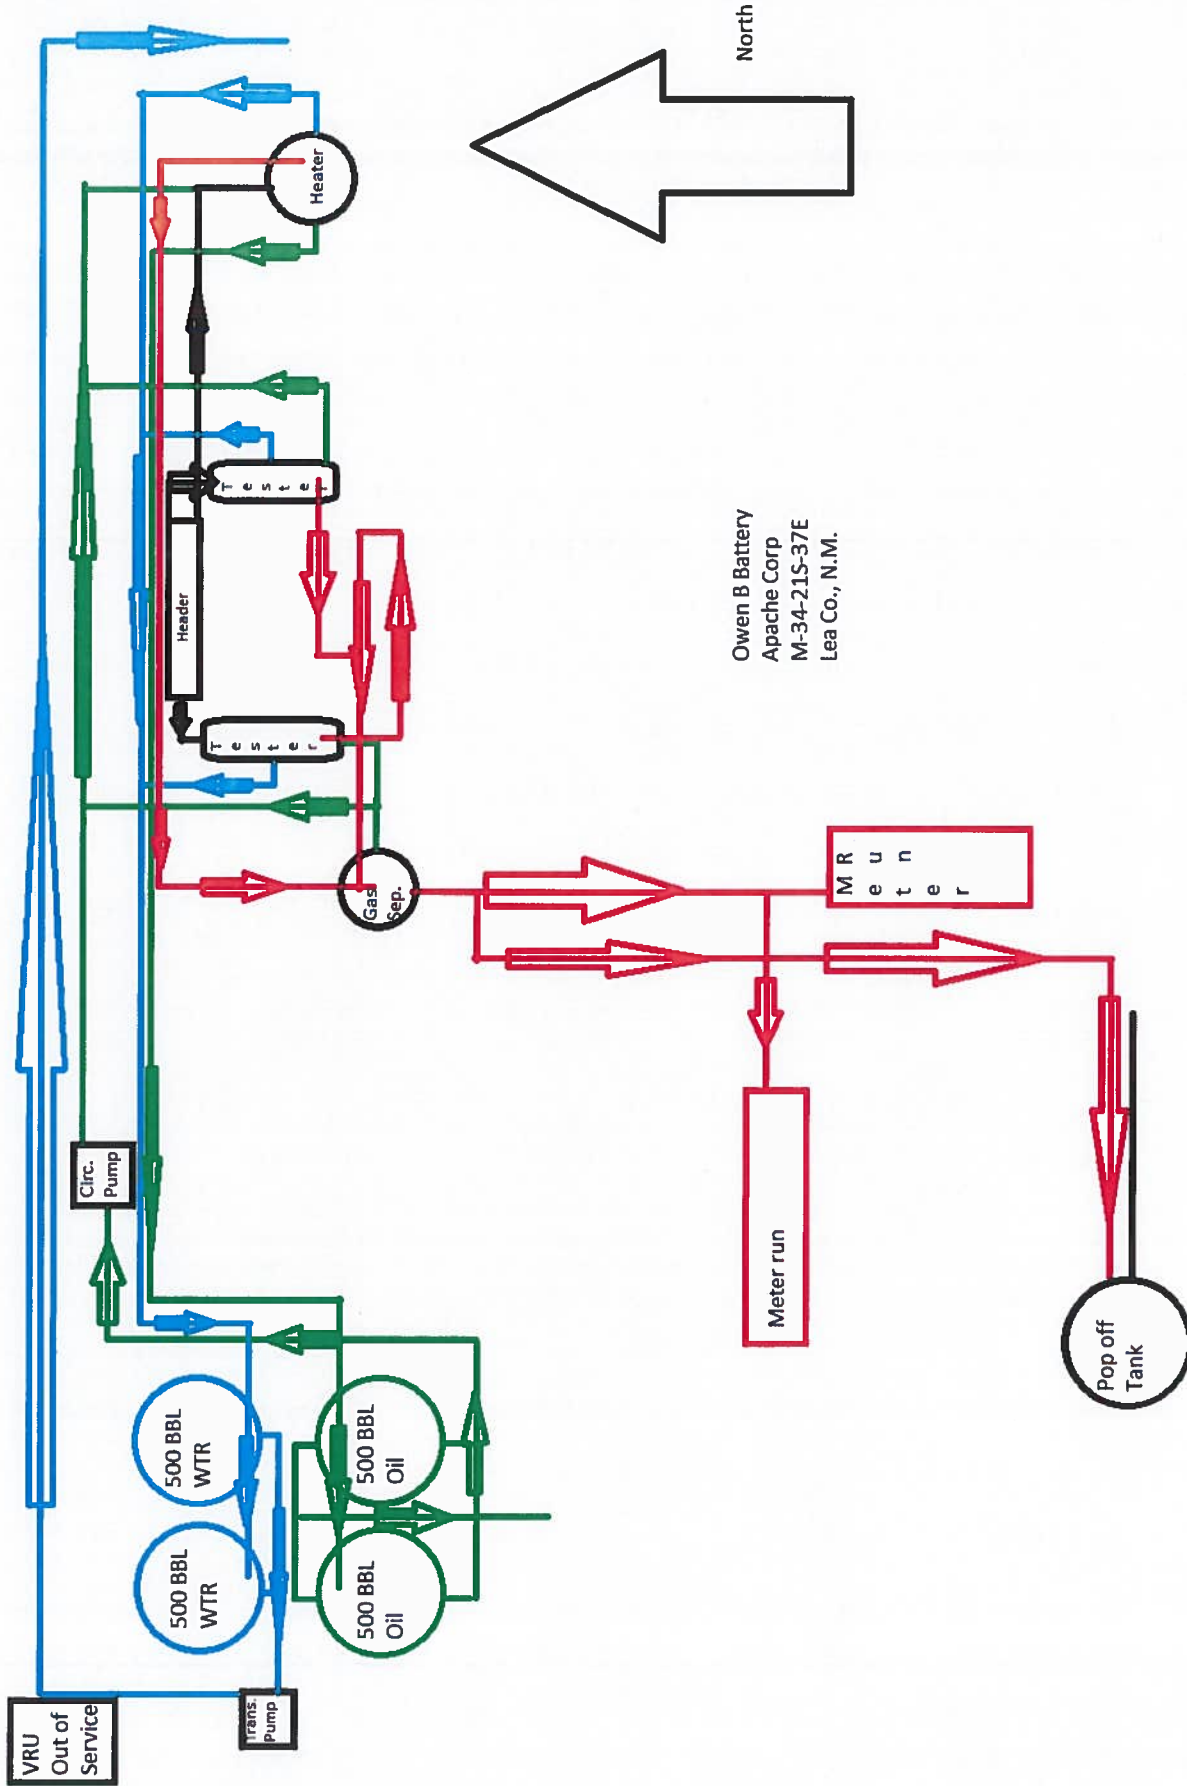 VRU
Out of
Service
Circ.
Pump
500 BBL
WTR
500 BBL
WTR
Trans.
Pump
Header
Tester
Tester
Heater
500 BBL
Oil
500 BBL
Oil
Gas
Sep.
North
Owen B Battery
Apache Corp
M-34-21S-37E
Lea Co., N.M.
Meter run
M R
e u
t n
e
r
Pop off
Tank